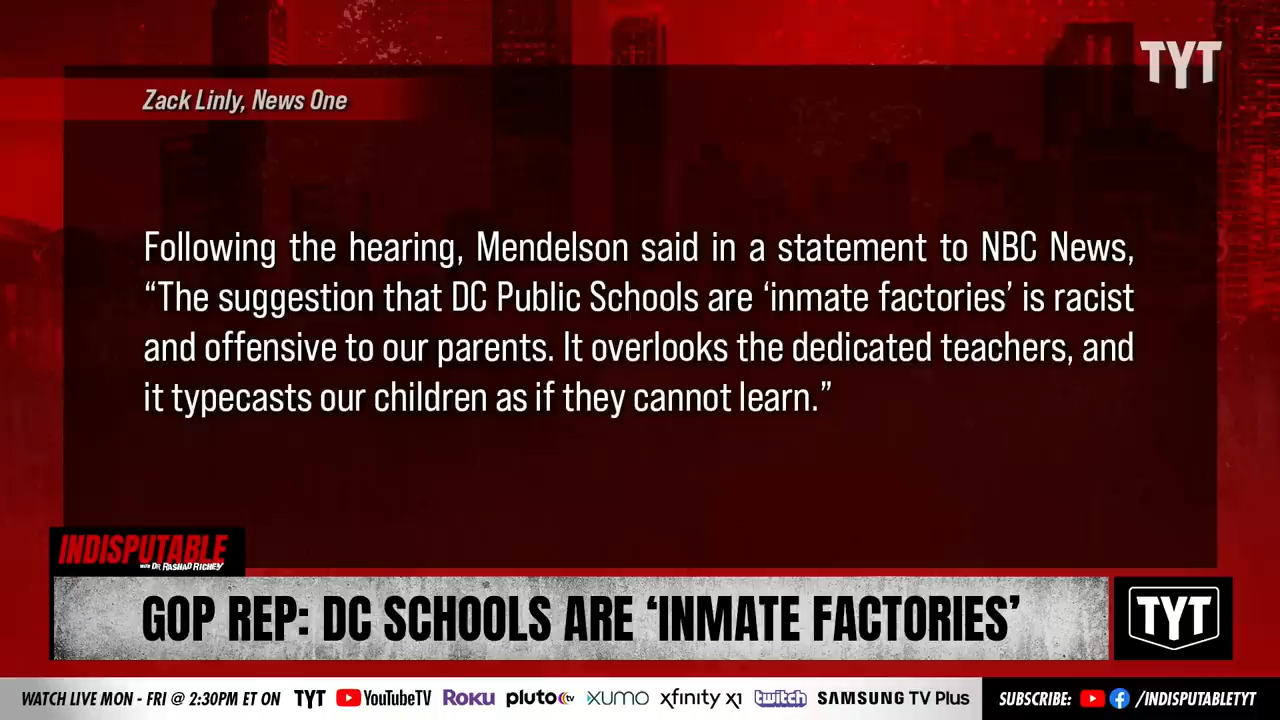 TYT
Zack Linly, News One
Following the hearing, Mendelson said in a statement to NBC News,
“The suggestion that DC Public Schools are ‘inmate factories’ is racist
and offensive to our parents. It overlooks the dedicated teachers, and
it typecasts our children as if they cannot learn.”
INDISPUTABLE
WITH DR. RASHAD RICHEY
GOP REP: DC SCHOOLS ARE ‘INMATE FACTORIES’
TYT
WATCH LIVE MON - FRI @ 2:30PM ET ON TYT YouTubeTV ROKU pluto tv XUMO xfinity x1 twitch SAMSUNG TV Plus SUBSCRIBE: /INDISPUTABLETYT